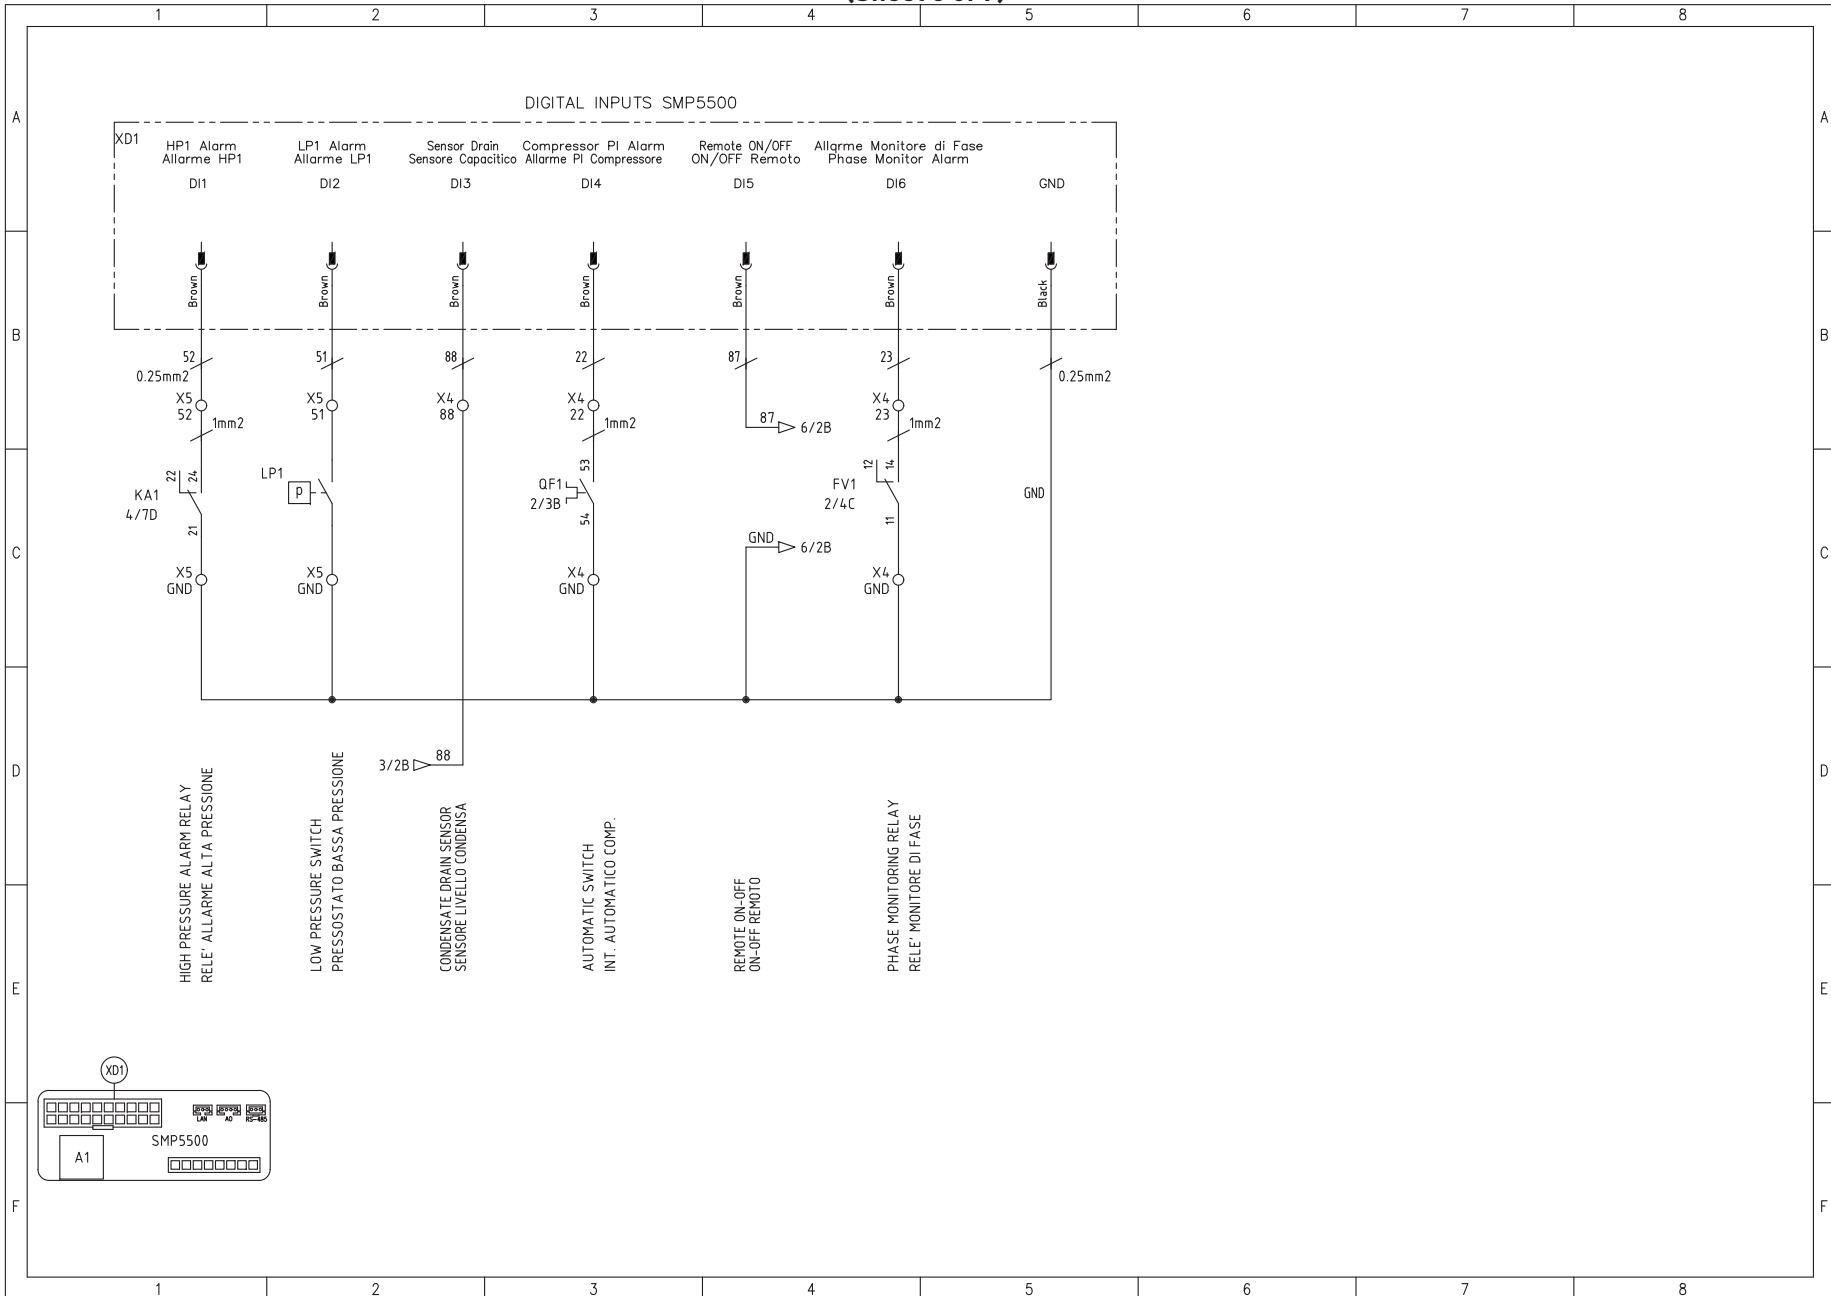 1 2 3 4 5 6 7 8
A A
DIGITAL INPUTS SMP5500
XD1
HP1 Alarm
Allarme HP1
DI1
LP1 Alarm
Allarme LP1
DI2
Sensor Drain
Sensore Capacitico
DI3
Compressor PI Alarm
Allarme PI Compressore
DI4
Remote ON/OFF
ON/OFF Remoto
DI5
Allarme Monitore di Fase
Phase Monitor Alarm
DI6
GND
Brown Brown Brown Brown Brown Brown Black
B B
52 51 88 22 87 23
0.25mm2 0.25mm2
X5
52
X5
51
X4
88
X4
22
X4
23
1mm2 1mm2 1mm2
87 6/2B
22 24
KA1
4/7D
21
LP1
P
53
QF1
2/3B
54
12 14
FV1
2/4C
11
GND
GND 6/2B
C C
X5
GND
X5
GND
X4
GND
X4
GND
3/2B 88
D D
HIGH PRESSURE ALARM RELAY
RELE' ALLARME ALTA PRESSIONE
LOW PRESSURE SWITCH
PRESSOSTATO BASSA PRESSIONE
CONDENSATE DRAIN SENSOR
SENSORE LIVELLO CONDENSA
AUTOMATIC SWITCH
INT. AUTOMATICO COMP.
REMOTE ON-OFF
ON-OFF REMOTO
PHASE MONITORING RELAY
RELE' MONITORE DI FASE
E E
XD1
LAN AO RS-485
SMP5500
A1
F F
1 2 3 4 5 6 7 8